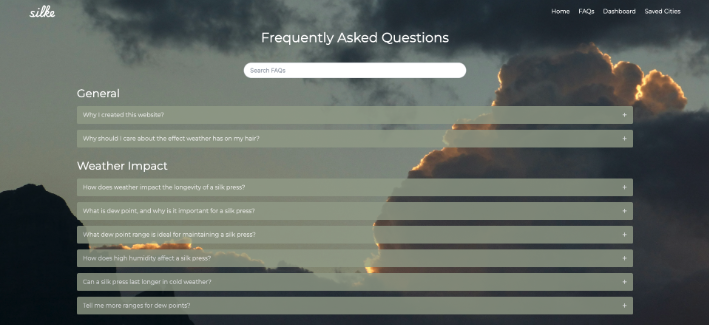 silke
Home FAQs Dashboard Saved Cities
Frequently Asked Questions
Search FAQs
General
Why I created this website? +
Why should I care about the effect weather has on my hair? +
Weather Impact
How does weather impact the longevity of a silk press? +
What is dew point, and why is it important for a silk press? +
What dew point range is ideal for maintaining a silk press? +
How does high humidity affect a silk press? +
Can a silk press last longer in cold weather? +
Tell me more ranges for dew points? +